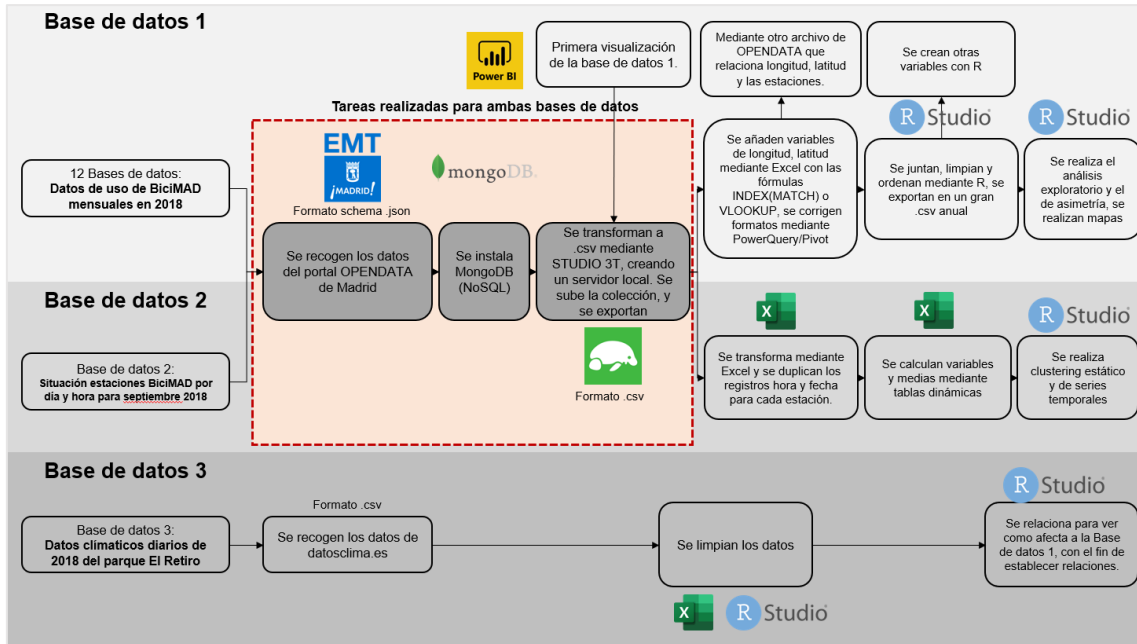 Base de datos 1
Power BI
Primera visualización
de la base de datos 1.
Mediante otro archivo de
OPENDATA que
relaciona longitud, latitud
y las estaciones.
Se crean otras
variables con R
Tareas realizadas para ambas bases de datos
EMT
¡MADRID!
mongoDB®
R Studio®
R Studio®
12 Bases de datos:
Datos de uso de BiciMAD
mensuales en 2018
Formato schema .json
Se recogen los datos
del portal OPENDATA
de Madrid
Se instala
MongoDB
(NoSQL)
Se transforman a
.csv mediante
STUDIO 3T, creando
un servidor local. Se
sube la colección, y
se exportan
Se añaden variables
de longitud, latitud
mediante Excel con las
fórmulas
INDEX(MATCH) o
VLOOKUP, se corrigen
formatos mediante
PowerQuery/Pivot
Se juntan, limpian y
ordenan mediante R, se
exportan en un gran .csv
anual
Se realiza el
análisis
exploratorio y el
de asimetría, se
realizan mapas
Base de datos 2
Base de datos 2:
Situación estaciones BiciMAD por
día y hora para septiembre 2018
Formato .csv
X
X
R Studio®
Se transforma mediante
Excel y se duplican los
registros hora y fecha
para cada estación.
Se calculan variables
y medias mediante
tablas dinámicas
Se realiza
clustering estático
y de series
temporales
Base de datos 3
Base de datos 3:
Datos climáticos diarios de
2018 del parque El Retiro
Formato .csv
Se recogen los datos de
datosclima.es
Se limpian los datos
X
R Studio®
R Studio®
Se relaciona para ver
como afecta a la Base
de datos 1, con el fin de
establecer relaciones.